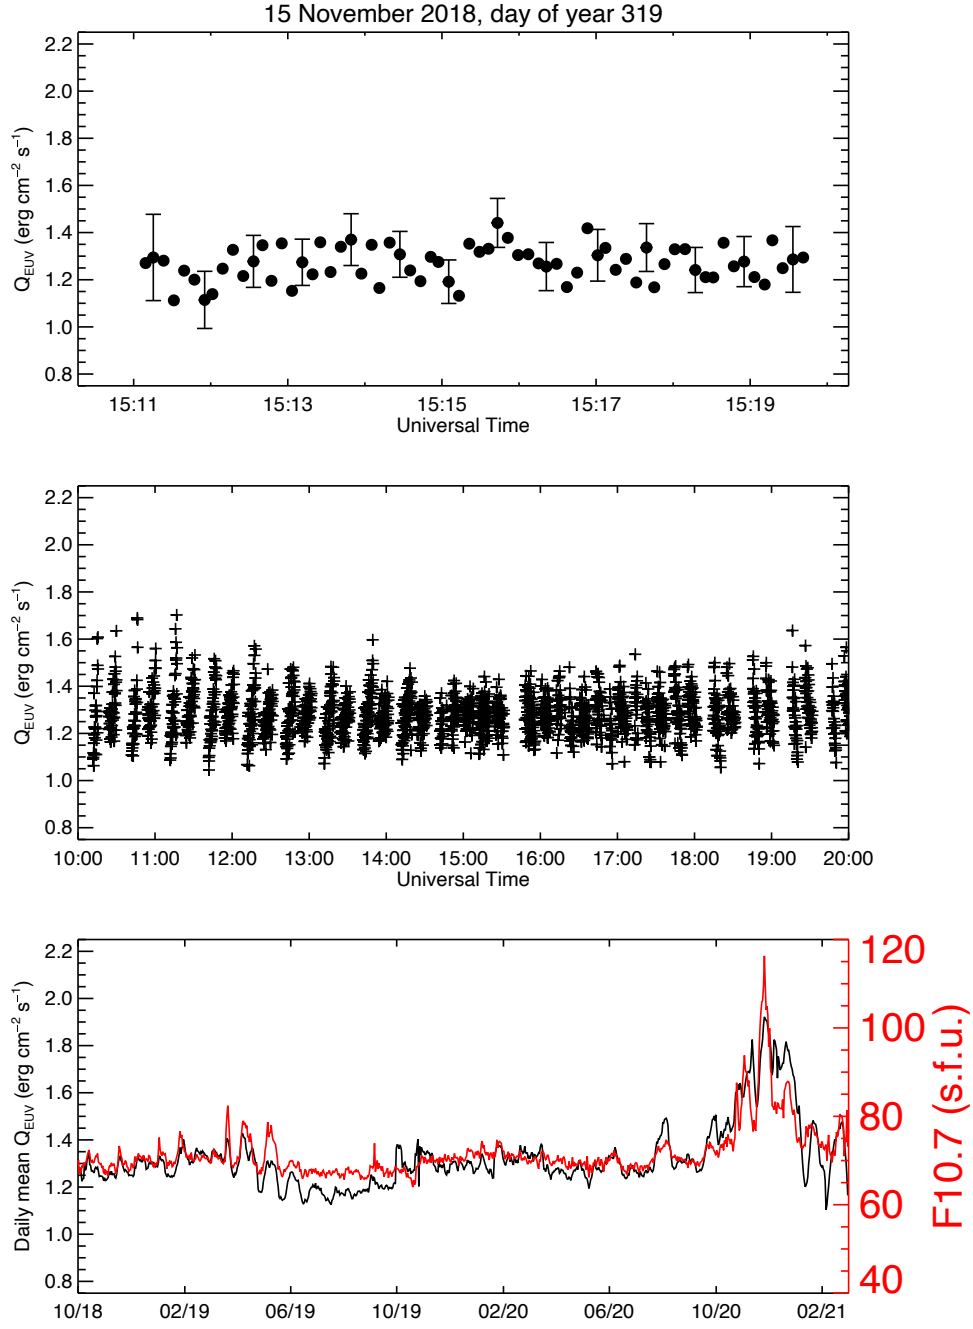 15 November 2018, day of year 319
2.2
2.0
1.8
1.6
1.4
1.2
1.0
0.8
Q_EUV (erg cm⁻² s⁻¹)
15:11 15:13 15:15 15:17 15:19
Universal Time
2.2
2.0
1.8
1.6
1.4
1.2
1.0
0.8
Q_EUV (erg cm⁻² s⁻¹)
10:00 11:00 12:00 13:00 14:00 15:00 16:00 17:00 18:00 19:00 20:00
Universal Time
2.2
2.0
1.8
1.6
1.4
1.2
1.0
0.8
Daily mean Q_EUV (erg cm⁻² s⁻¹)
120
100
80
60
40
F10.7 (s.f.u.)
10/18 02/19 06/19 10/19 02/20 06/20 10/20 02/21